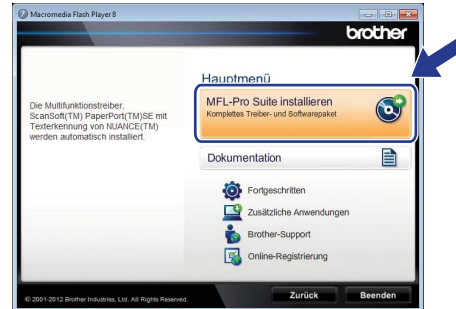 Macromedia Flash Player 8
brother
Hauptmenü
Die Multifunktionstreiber,
ScanSoft(TM) PaperPort(TM)SE mit
Texterkennung von NUANCE(TM)
werden automatisch installiert.
MFL-Pro Suite installieren
Komplettes Treiber- und Softwarepaket
Dokumentation
Fortgeschritten
Zusätzliche Anwendungen
Brother-Support
Online-Registrierung
© 2001-2012 Brother Industries, Ltd. All Rights Reserved.
Zurück
Beenden